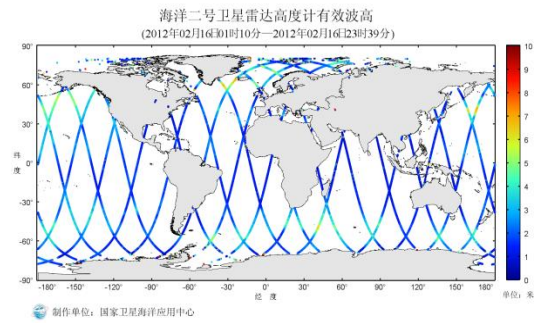 海洋二号卫星雷达高度计有效波高
(2012年02月16日01时10分—2012年02月16日23时39分)
90°
60°
30°
0°
-30°
-60°
-90°
纬度
-180° -150° -120° -90° -60° -30° 0° 30° 60° 90° 120° 150° 180°
经 度
10
9
8
7
6
5
4
3
2
1
0
单位：米
制作单位：国家卫星海洋应用中心